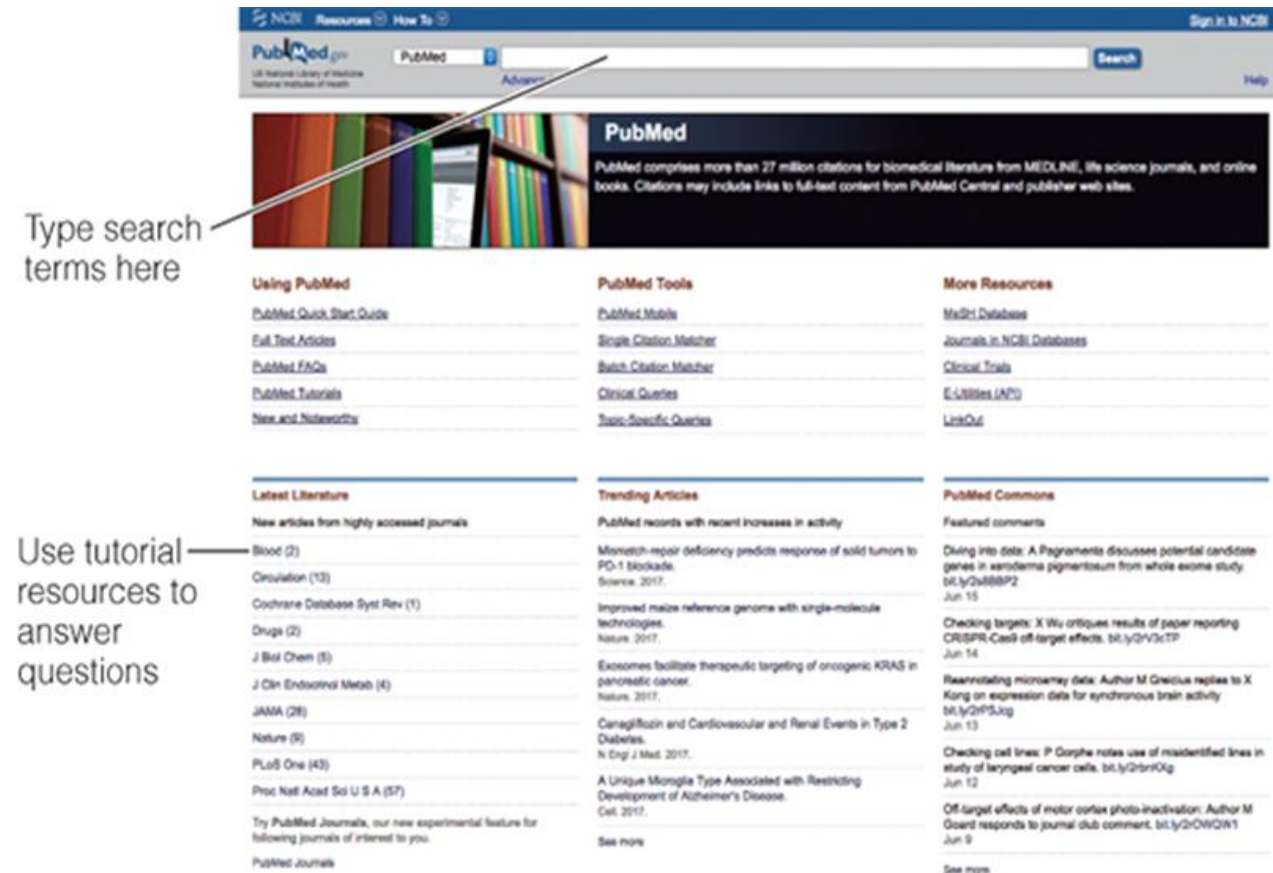 NCBI Resources How To Sign in to NCBI
PubMed.gov
US National Library of Medicine
National Institutes of Health
PubMed
Search
Advanced
Help
Type search
terms here
PubMed
PubMed comprises more than 27 million citations for biomedical literature from MEDLINE, life science journals, and online
books. Citations may include links to full-text content from PubMed Central and publisher web sites.
Using PubMed
PubMed Quick Start Guide
Full Text Articles
PubMed FAQs
PubMed Tutorials
New and Noteworthy
PubMed Tools
PubMed Mobile
Single Citation Matcher
Batch Citation Matcher
Clinical Queries
Topic-Specific Queries
More Resources
MeSH Database
Journals in NCBI Databases
Clinical Trials
E-Utilities (API)
LinkOut
Use tutorial
resources to
answer
questions
Latest Literature
New articles from highly accessed journals
Blood (2)
Circulation (13)
Cochrane Database Syst Rev (1)
Drugs (2)
J Biol Chem (5)
J Clin Endocrinol Metab (4)
JAMA (28)
Nature (9)
PLoS One (43)
Proc Natl Acad Sci U S A (57)
Try PubMed Journals, our new experimental feature for
following journals of interest to you.
PubMed Journals
Trending Articles
PubMed records with recent increases in activity
Mismatch-repair deficiency predicts response of solid tumors to
PD-1 blockade.
Science. 2017.
Improved maize reference genome with single-molecule
technologies.
Nature. 2017.
Exosomes facilitate therapeutic targeting of oncogenic KRAS in
pancreatic cancer.
Nature. 2017.
Canagliflozin and Cardiovascular and Renal Events in Type 2
Diabetes.
N Engl J Med. 2017.
A Unique Microglia Type Associated with Restricting
Development of Alzheimer's Disease.
Cell. 2017.
See more
PubMed Commons
Featured comments
Diving into data: A Pagnamenta discusses potential candidate
genes in xeroderma pigmentosum from whole exome study.
Jun 15
Checking targets: X Wu critiques results of paper reporting
CRISPR-Cas9 off-target effects. bit.ly/2rV3cTP
Jun 14
Reannotating microarray data: Author M Greicius replies to X
Kong on expression data for synchronous brain activity
bit.ly/2rPSJcg
Jun 13
Checking cell lines: P Gorphe notes use of misidentified lines in
study of laryngeal cancer cells. bit.ly/2rbnKXg
Jun 12
Off-target effects of motor cortex photo-inactivation: Author M
Goard responds to journal club comment. bit.ly/2rOWQW1
Jun 9
See more